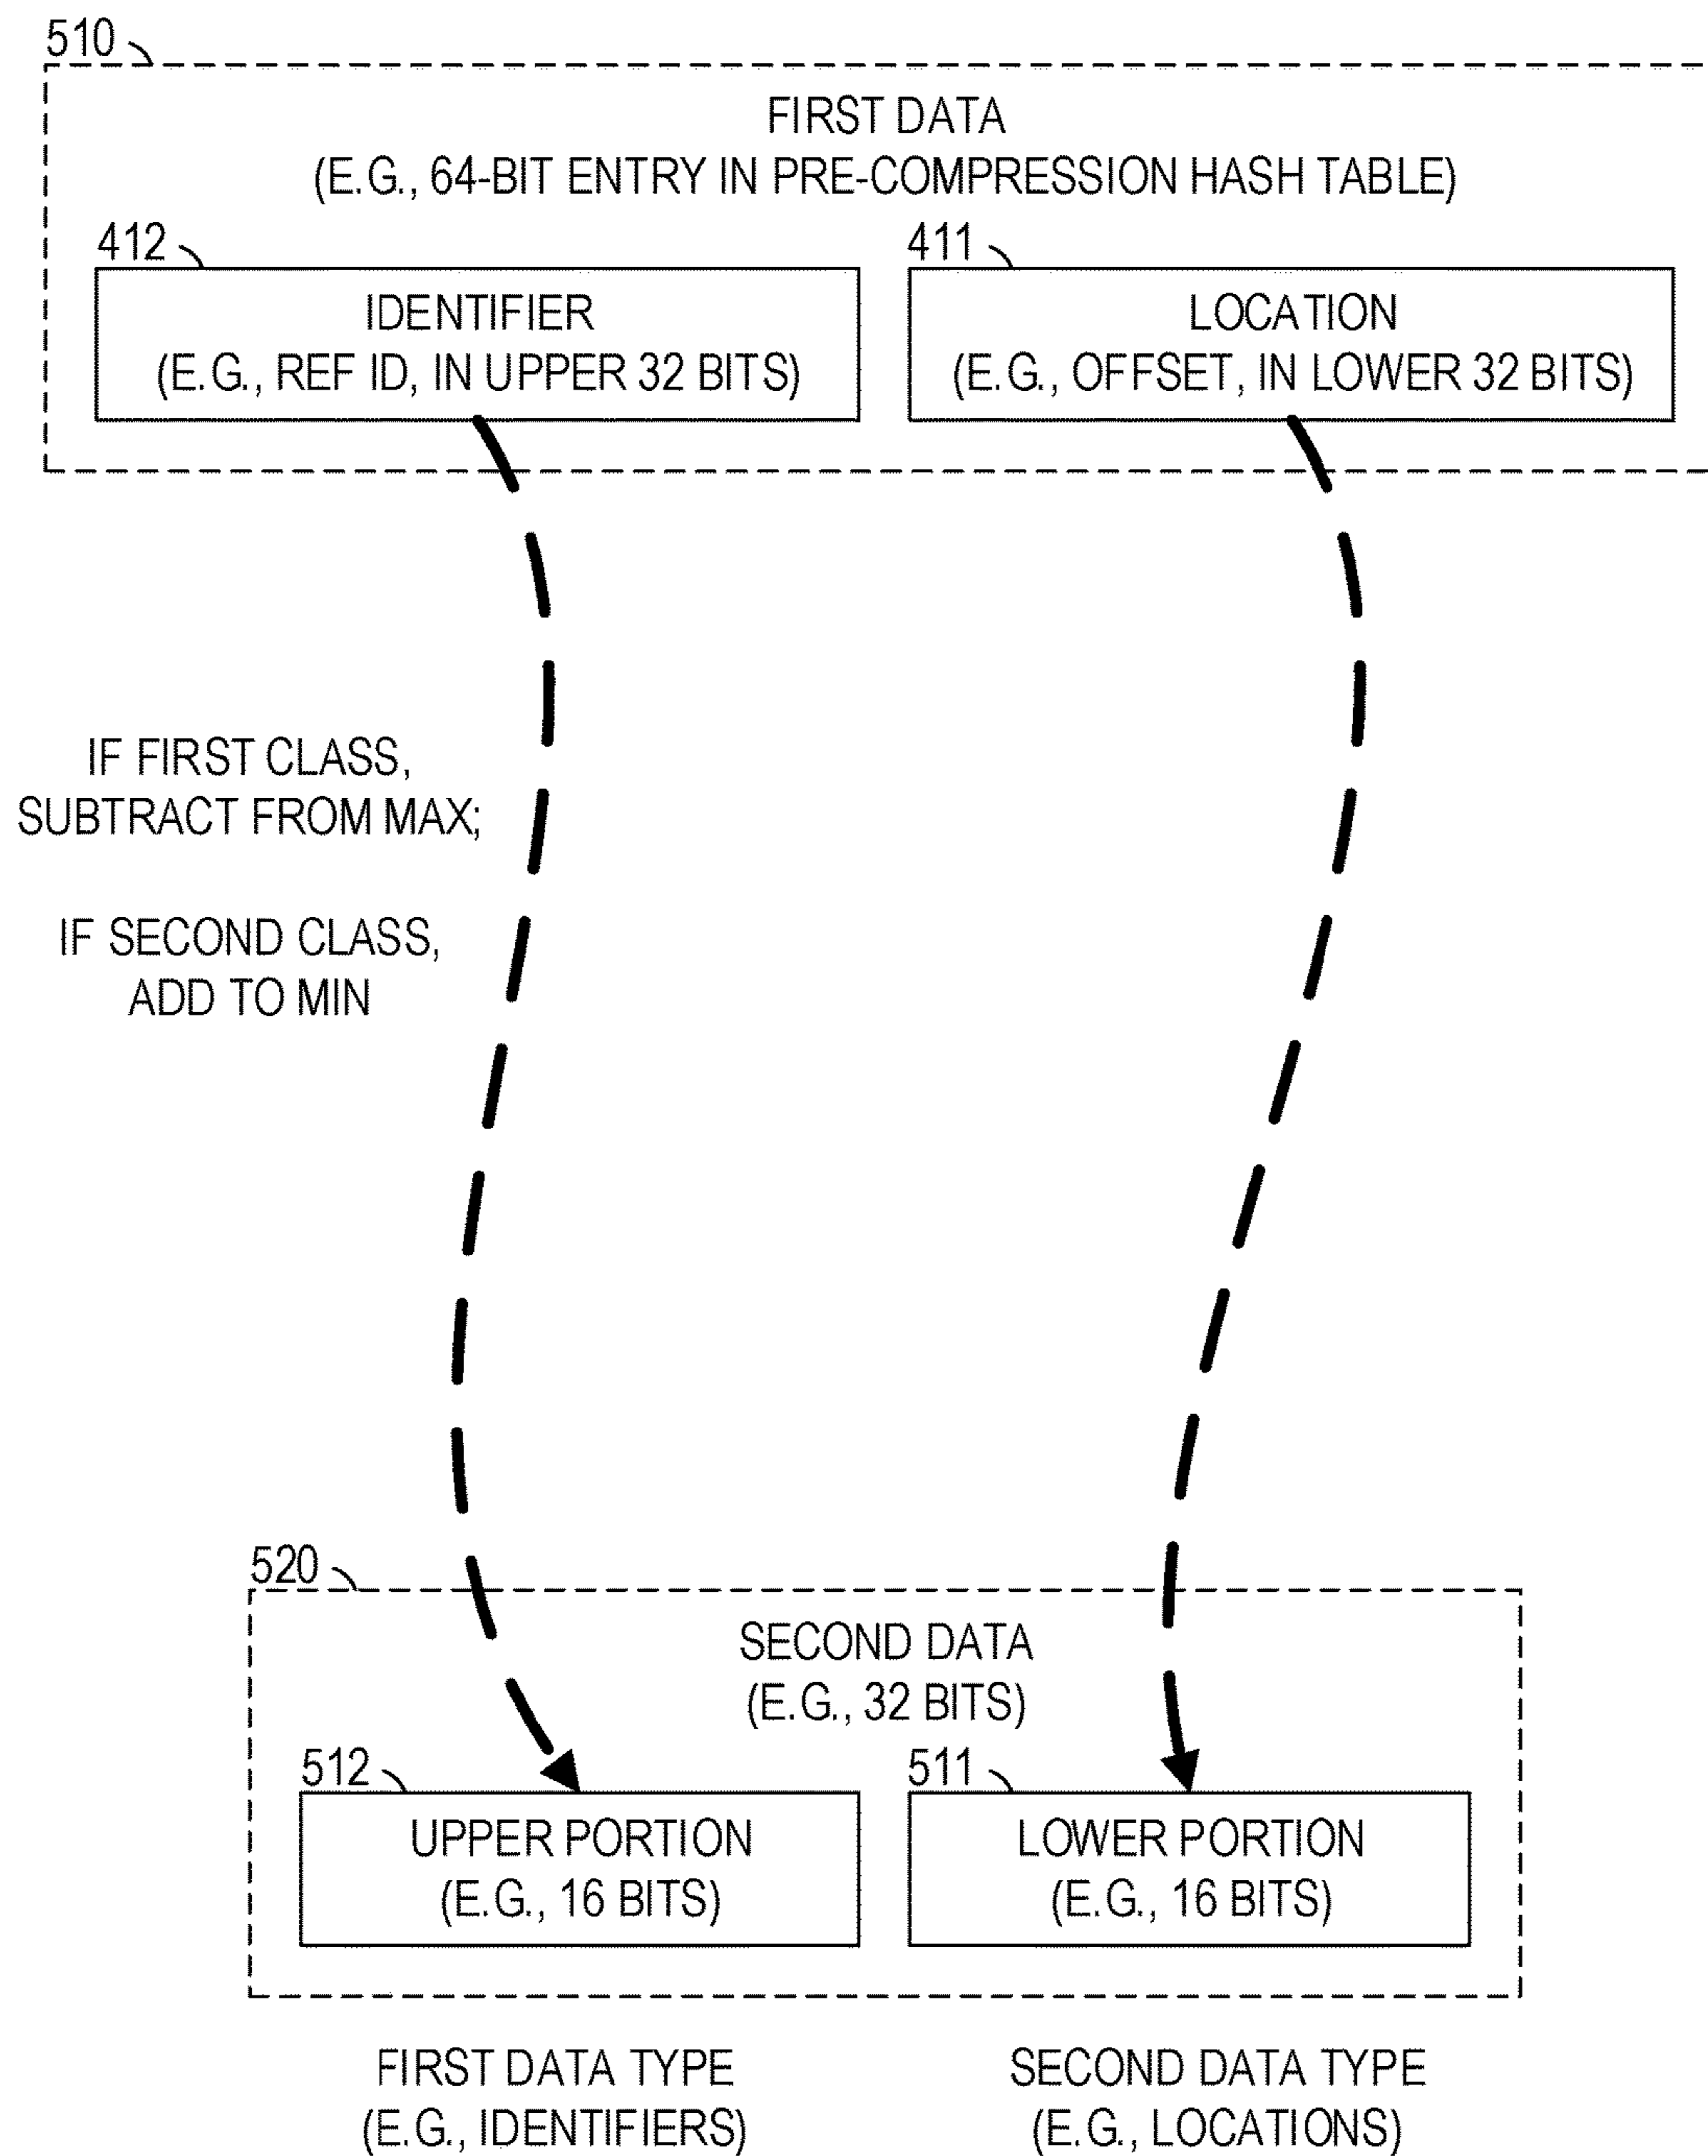 510
FIRST DATA
(E.G., 64-BIT ENTRY IN PRE-COMPRESSION HASH TABLE)
412
IDENTIFIER
(E.G., REF ID, IN UPPER 32 BITS)
411
LOCATION
(E.G., OFFSET, IN LOWER 32 BITS)
IF FIRST CLASS,
SUBTRACT FROM MAX;
IF SECOND CLASS,
ADD TO MIN
520
SECOND DATA
(E.G., 32 BITS)
512
UPPER PORTION
(E.G., 16 BITS)
511
LOWER PORTION
(E.G., 16 BITS)
FIRST DATA TYPE
(E.G., IDENTIFIERS)
SECOND DATA TYPE
(E.G., LOCATIONS)